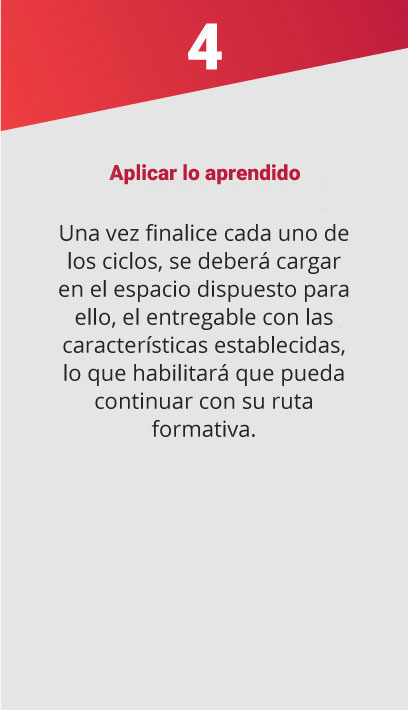 4
Aplicar lo aprendido
Una vez finalice cada uno de
los ciclos, se deberá cargar
en el espacio dispuesto para
ello, el entregable con las
características establecidas,
lo que habilitará que pueda
continuar con su ruta
formativa.